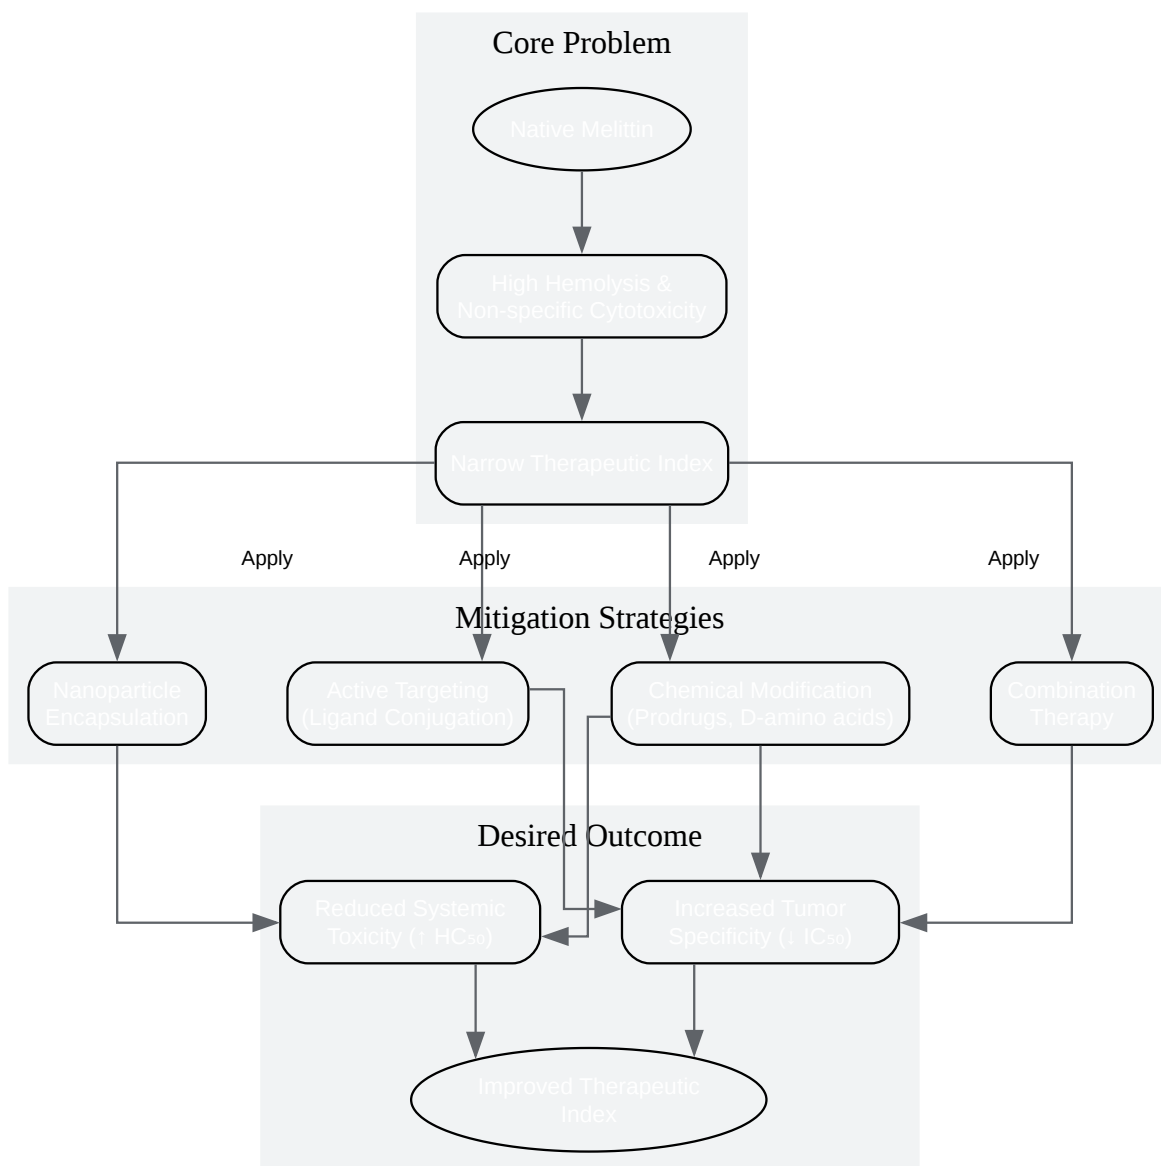 Core Problem
Native Melittin
High Hemolysis &
Non-specific Cytotoxicity
Narrow Therapeutic Index
Apply
Apply
Apply
Apply
Mitigation Strategies
Nanoparticle
Encapsulation
Active Targeting
(Ligand Conjugation)
Chemical Modification
(Prodrugs, D-amino acids)
Combination
Therapy
Desired Outcome
Reduced Systemic
Toxicity (↑ HC₅₀)
Increased Tumor
Specificity (↓ IC₅₀)
Improved Therapeutic
Index